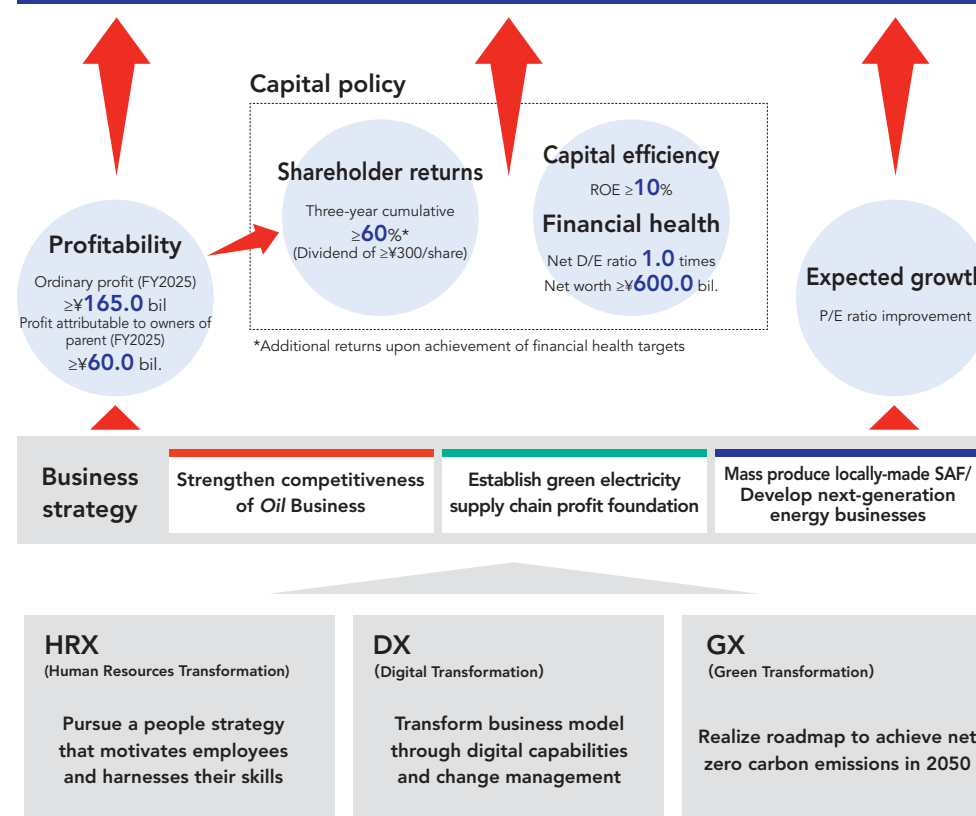 Capital policy
Shareholder returns
Three-year cumulative
≥60%*
(Dividend of ≥¥300/share)
Capital efficiency
ROE ≥10%
Financial health
Net D/E ratio 1.0 times
Net worth ≥¥600.0 bil.
*Additional returns upon achievement of financial health targets
Profitability
Ordinary profit (FY2025)
≥¥165.0 bil
Profit attributable to owners of
parent (FY2025)
≥¥60.0 bil.
Expected growth
P/E ratio improvement
Business
strategy
Strengthen competitiveness
of Oil Business
Establish green electricity
supply chain profit foundation
Mass produce locally-made SAF/
Develop next-generation
energy businesses
HRX
(Human Resources Transformation)
Pursue a people strategy
that motivates employees
and harnesses their skills
DX
(Digital Transformation)
Transform business model
through digital capabilities
and change management
GX
(Green Transformation)
Realize roadmap to achieve net
zero carbon emissions in 2050